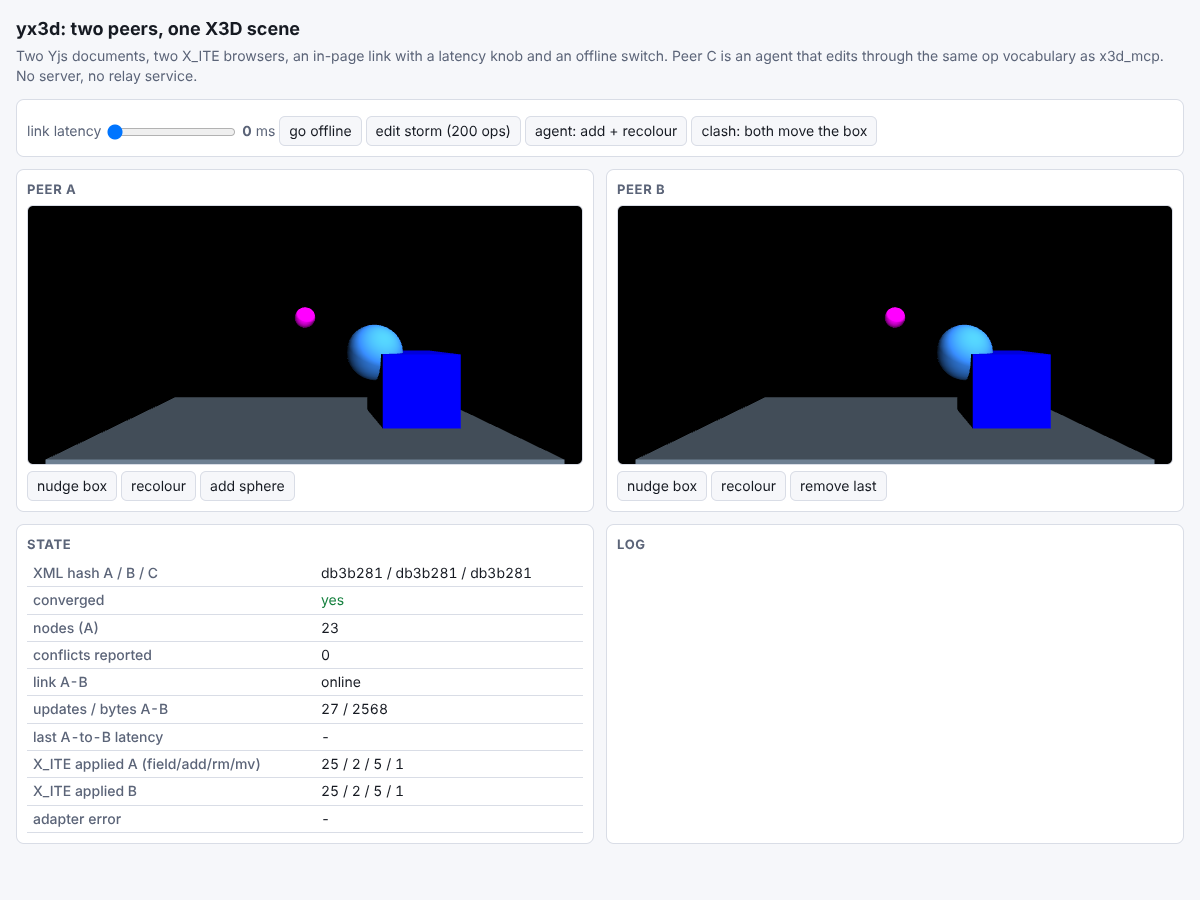 yx3d: two peers, one X3D scene
Two Yjs documents, two X_ITE browsers, an in-page link with a latency knob and an offline switch. Peer C is an agent that edits through the same op vocabulary as x3d_mcp.
No server, no relay service.
link latency 0 ms go offline edit storm (200 ops) agent: add + recolour clash: both move the box
PEER A
nudge box recolour add sphere
PEER B
nudge box recolour remove last
STATE
XML hash A / B / C db3b281 / db3b281 / db3b281
converged yes
nodes (A) 23
conflicts reported 0
link A-B online
updates / bytes A-B 27 / 2568
last A-to-B latency -
X_ITE applied A (field/add/rm/mv) 25 / 2 / 5 / 1
X_ITE applied B 25 / 2 / 5 / 1
adapter error -
LOG